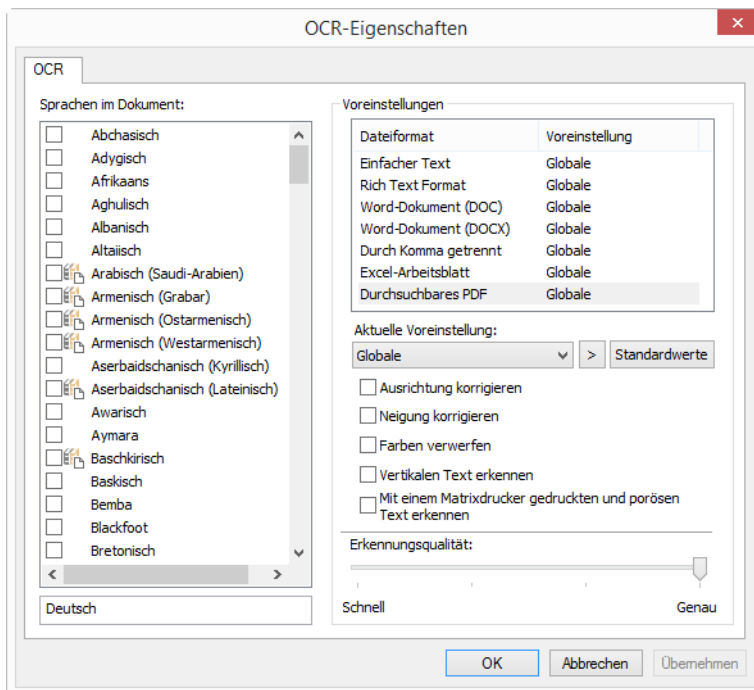 OCR-Eigenschaften
OCR
Sprachen im Dokument:
Abchasisch
Adygisch
Afrikaans
Aghulisch
Albanisch
Altaiisch
Arabisch (Saudi-Arabien)
Armenisch (Grabar)
Armenisch (Ostarmenisch)
Armenisch (Westarmenisch)
Aserbaidschanisch (Kyrillisch)
Aserbaidschanisch (Lateinisch)
Awarisch
Aymara
Baschkirisch
Baskisch
Bemba
Blackfoot
Bretonisch
Deutsch
Voreinstellungen
Dateiformat Voreinstellung
Einfacher Text Globale
Rich Text Format Globale
Word-Dokument (DOC) Globale
Word-Dokument (DOCX) Globale
Durch Komma getrennt Globale
Excel-Arbeitsblatt Globale
Durchsuchbares PDF Globale
Aktuelle Voreinstellung:
Globale > Standardwerte
Ausrichtung korrigieren
Neigung korrigieren
Farben verwerfen
Vertikalen Text erkennen
Mit einem Matrixdrucker gedruckten und porösen
Text erkennen
Erkennungsqualität:
Schnell Genau
OK Abbrechen Übernehmen